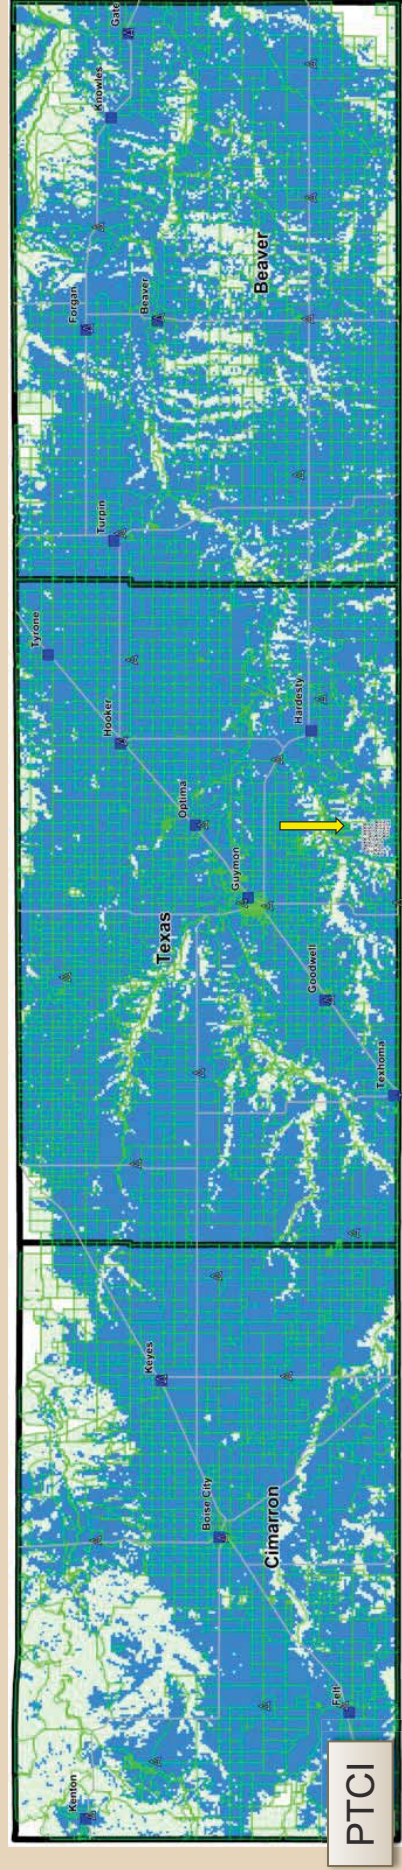 Kenton
Felt
Boise City
Cimarron
Keyes
Texhoma
Goodwell
Texas
Guymon
Optima
Hooker
Hardesty
Tyrone
Turpin
Forgan
Beaver
Beaver
Knowles
Gate
PTCI